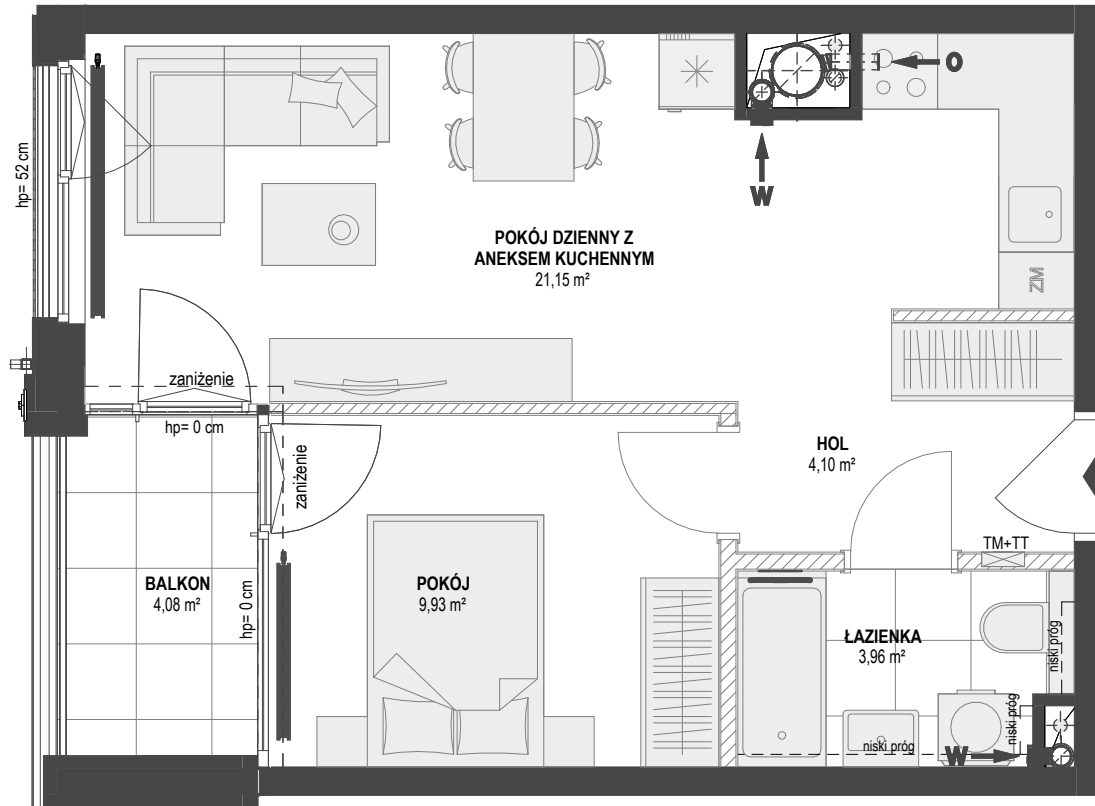 O
hp= 52 cm
W
POKÓJ DZIENNY Z
ANEKSEM KUCHENNYM
21,15 m²
ZM
zaniżenie
hp= 0 cm
zaniżenie
HOL
4,10 m²
TM+TT
BALKON
4,08 m²
hp= 0 cm
POKÓJ
9,93 m²
ŁAZIENKA
3,96 m²
niski próg
niski próg
niski próg
W